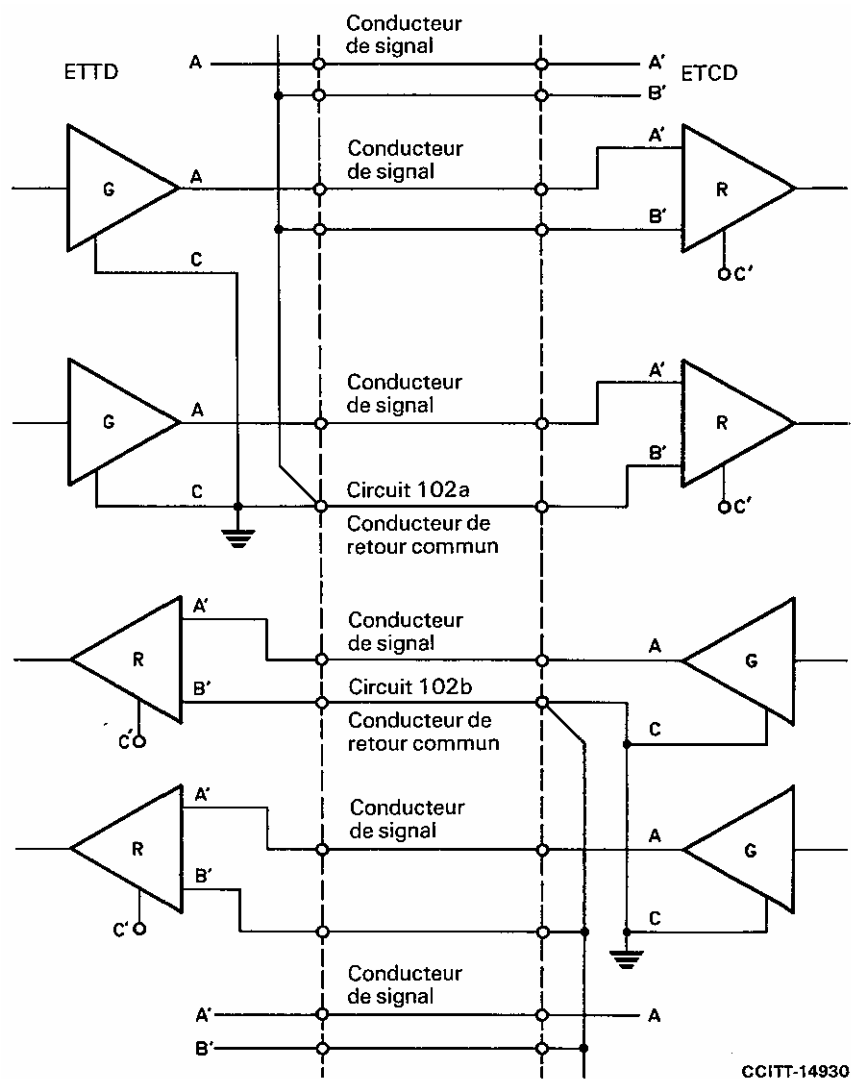 Conducteur
de signal
A
A'
ETTD
ETCD
B'
Conducteur
de signal
A'
G
A
R
B'
C
C'
Conducteur
de signal
A'
G
A
R
B'
C
Circuit 102a
C'
Conducteur de
retour commun
A'
Conducteur
de signal
A
R
G
B'
Circuit 102b
C
C'
Conducteur de
retour commun
A'
Conducteur
de signal
A
R
G
B'
C
C'
Conducteur
de signal
A'
A
B'
CCITT-14930